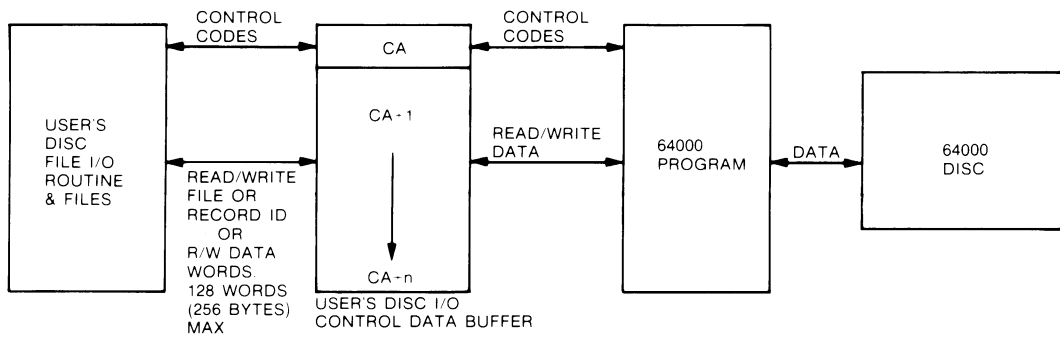 CONTROL
CODES
CA
CONTROL
CODES
USER'S
DISC
FILE I/O
ROUTINE
& FILES
READ/WRITE
FILE OR
RECORD ID
OR
R/W DATA
WORDS.
128 WORDS
(256 BYTES)
MAX
CA+1
CA+n
USER'S DISC I/O
CONTROL DATA BUFFER
READ/WRITE
DATA
64000
PROGRAM
DATA
64000
DISC